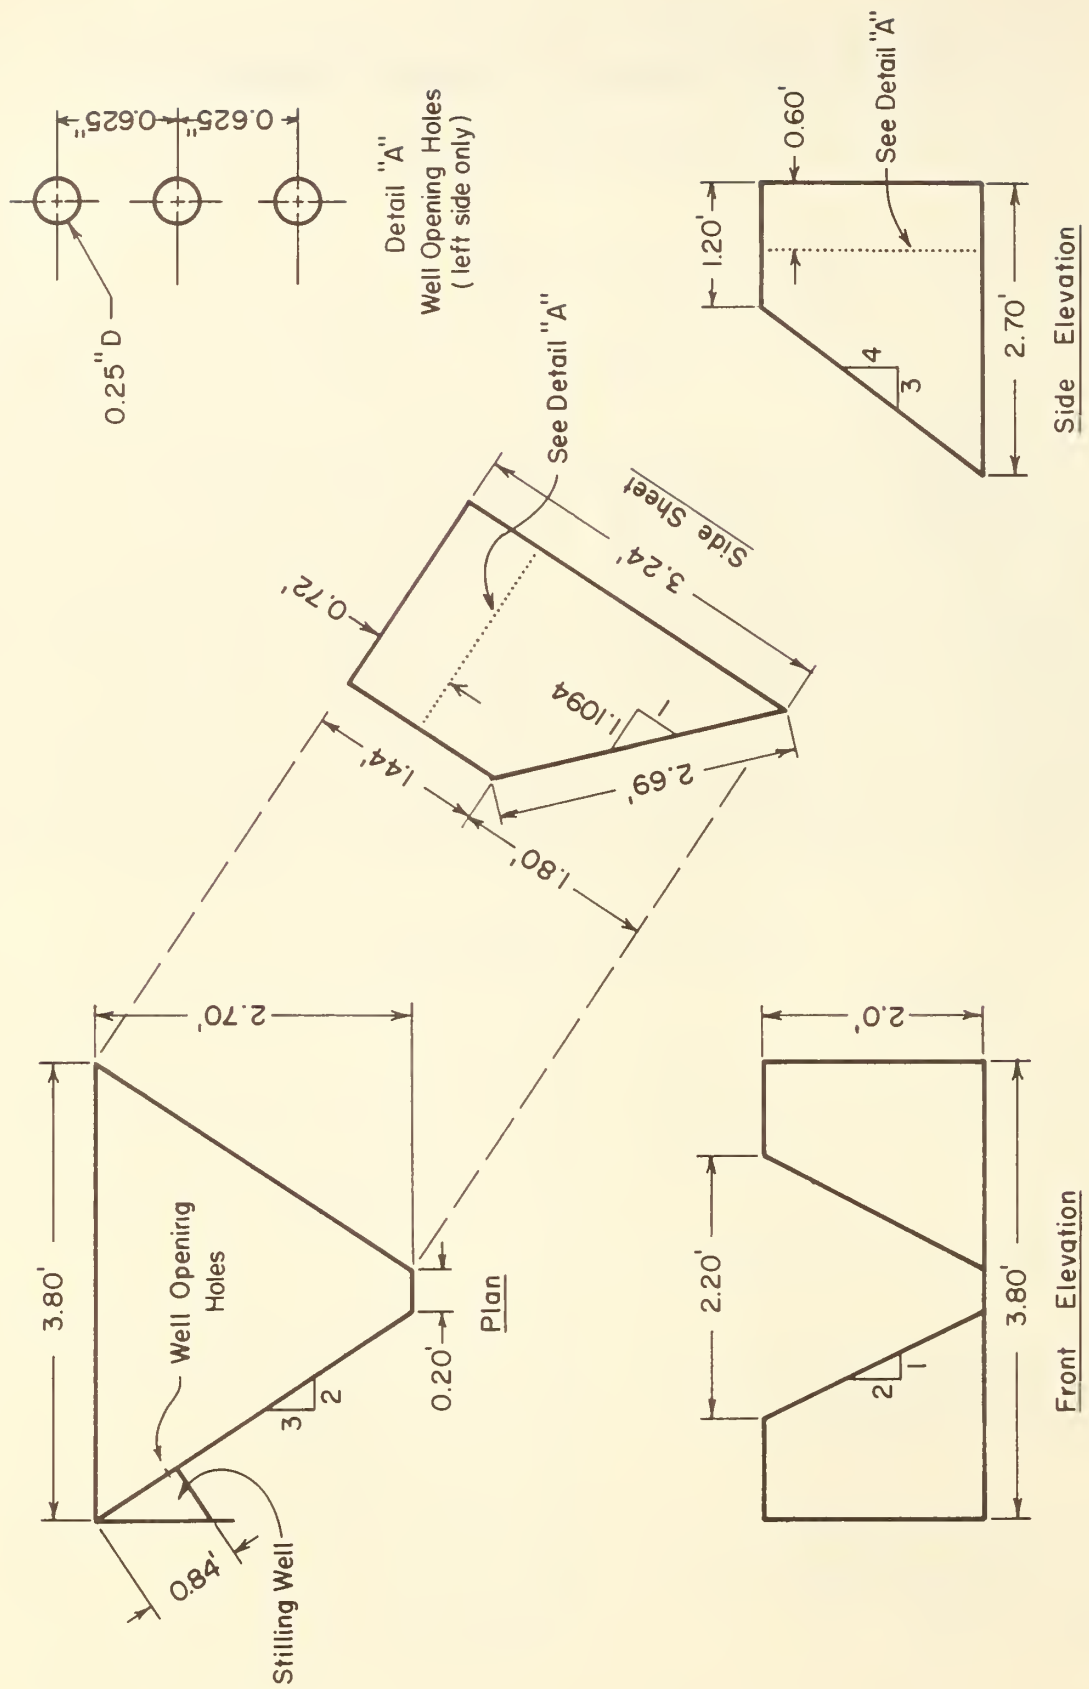 3.80'
2.70'
Well Opening
Holes
3
2
0.84'
Stilling Well
0.20'
Plan
1.44'
1.80'
0.72'
2.69'
1.1094
1
3.24'
Side Sheet
See Detail "A"
0.25" D
0.625"
0.625"
Detail "A"
Well Opening Holes
(left side only)
2.20'
2.0'
2
1
3.80'
Front Elevation
1.20'
0.60'
See Detail "A"
4
3
2.70'
Side Elevation